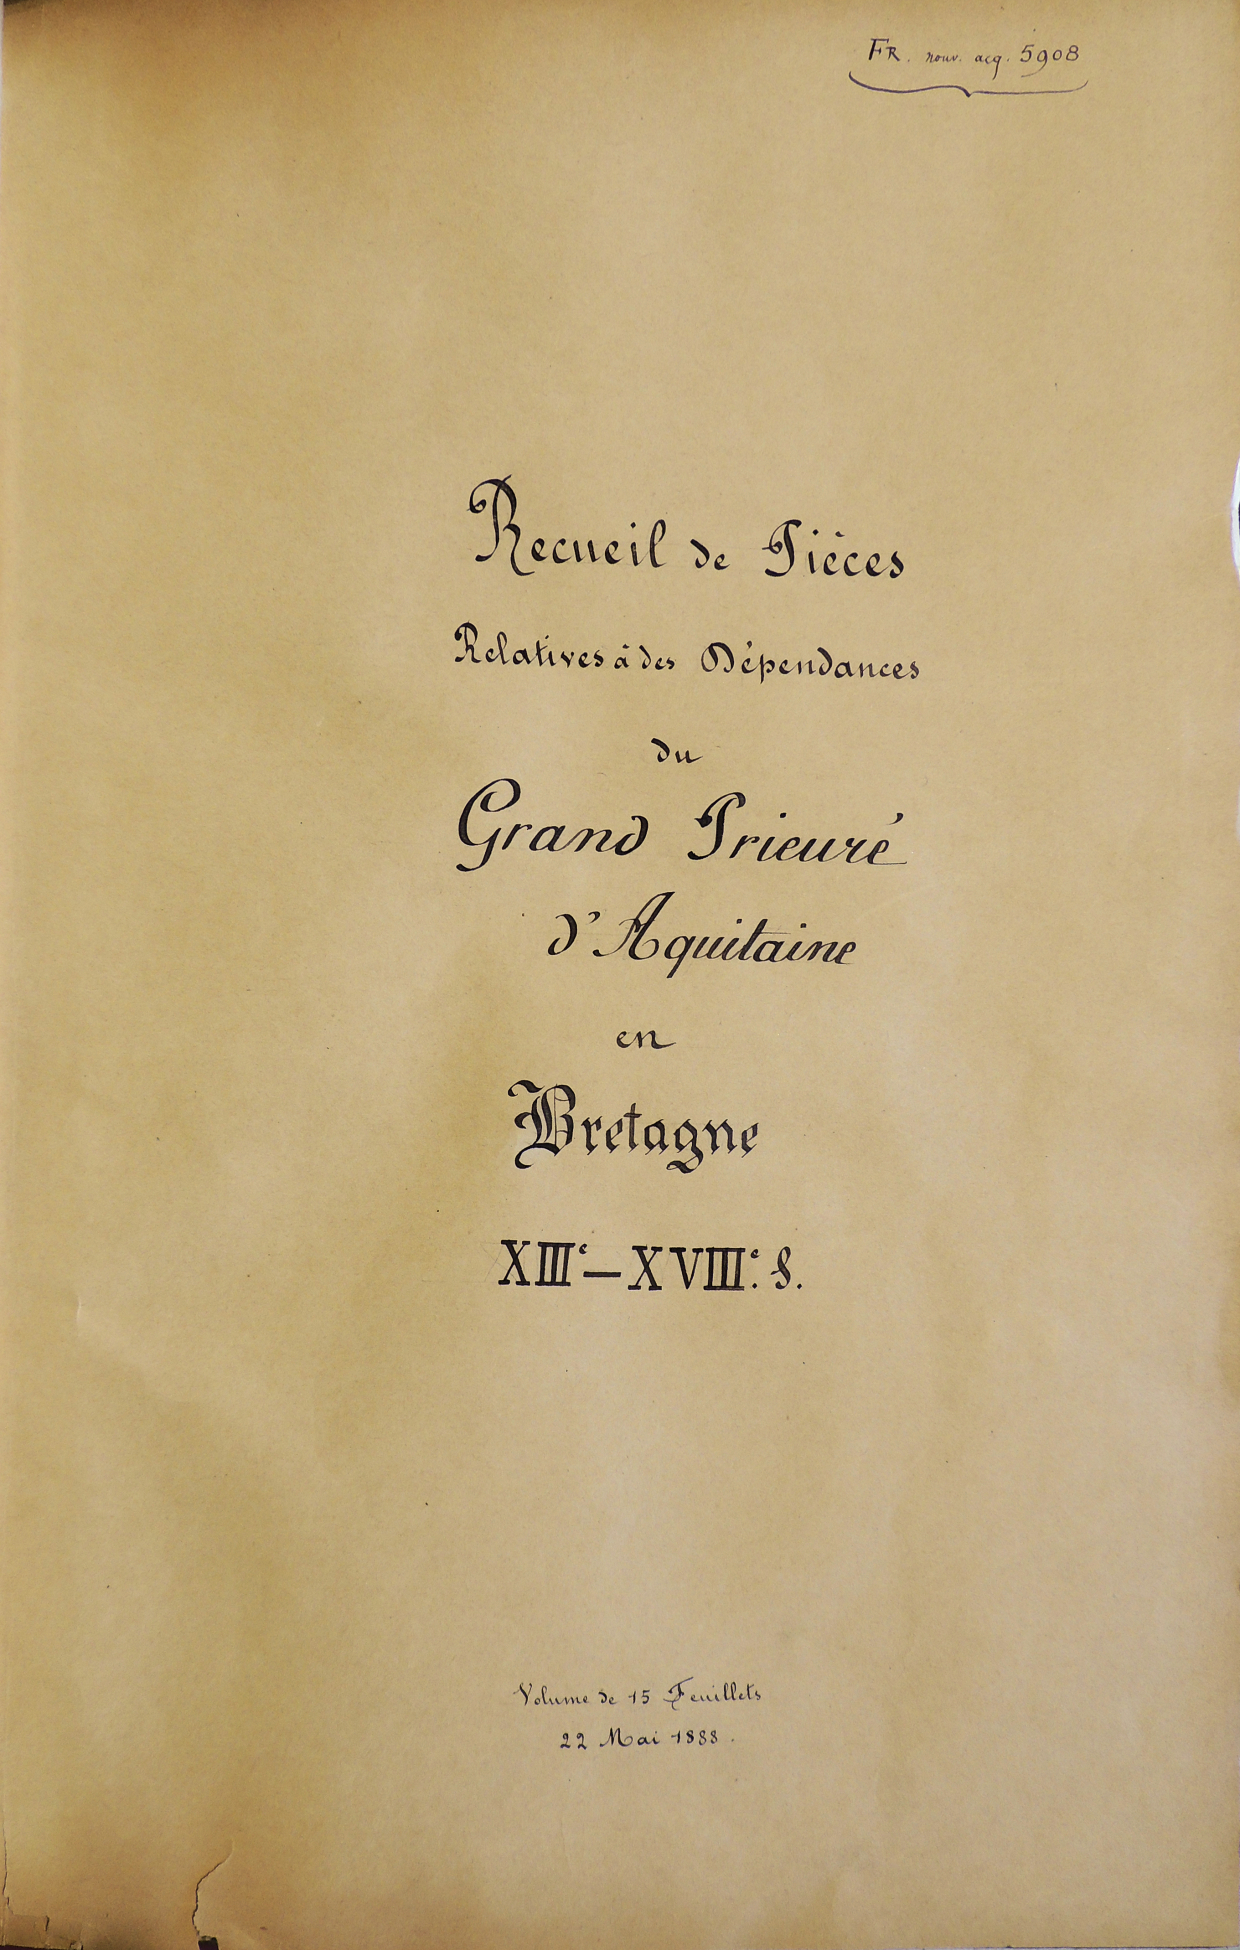 FR. nouv. acq. 5908
Recueil de Pièces
Relatives à des Dépendances
du
Grand Prieuré
d'Aquitaine
en
Bretagne
XIIIe — XVIIIe. S.
Volume de 15 Feuillets
22 Mai 1888.